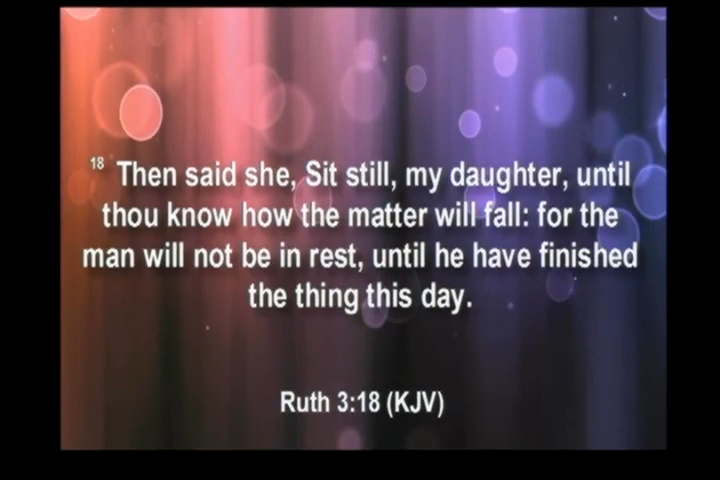 18 Then said she, Sit still, my daughter, until
thou know how the matter will fall: for the
man will not be in rest, until he have finished
the thing this day.
Ruth 3:18 (KJV)